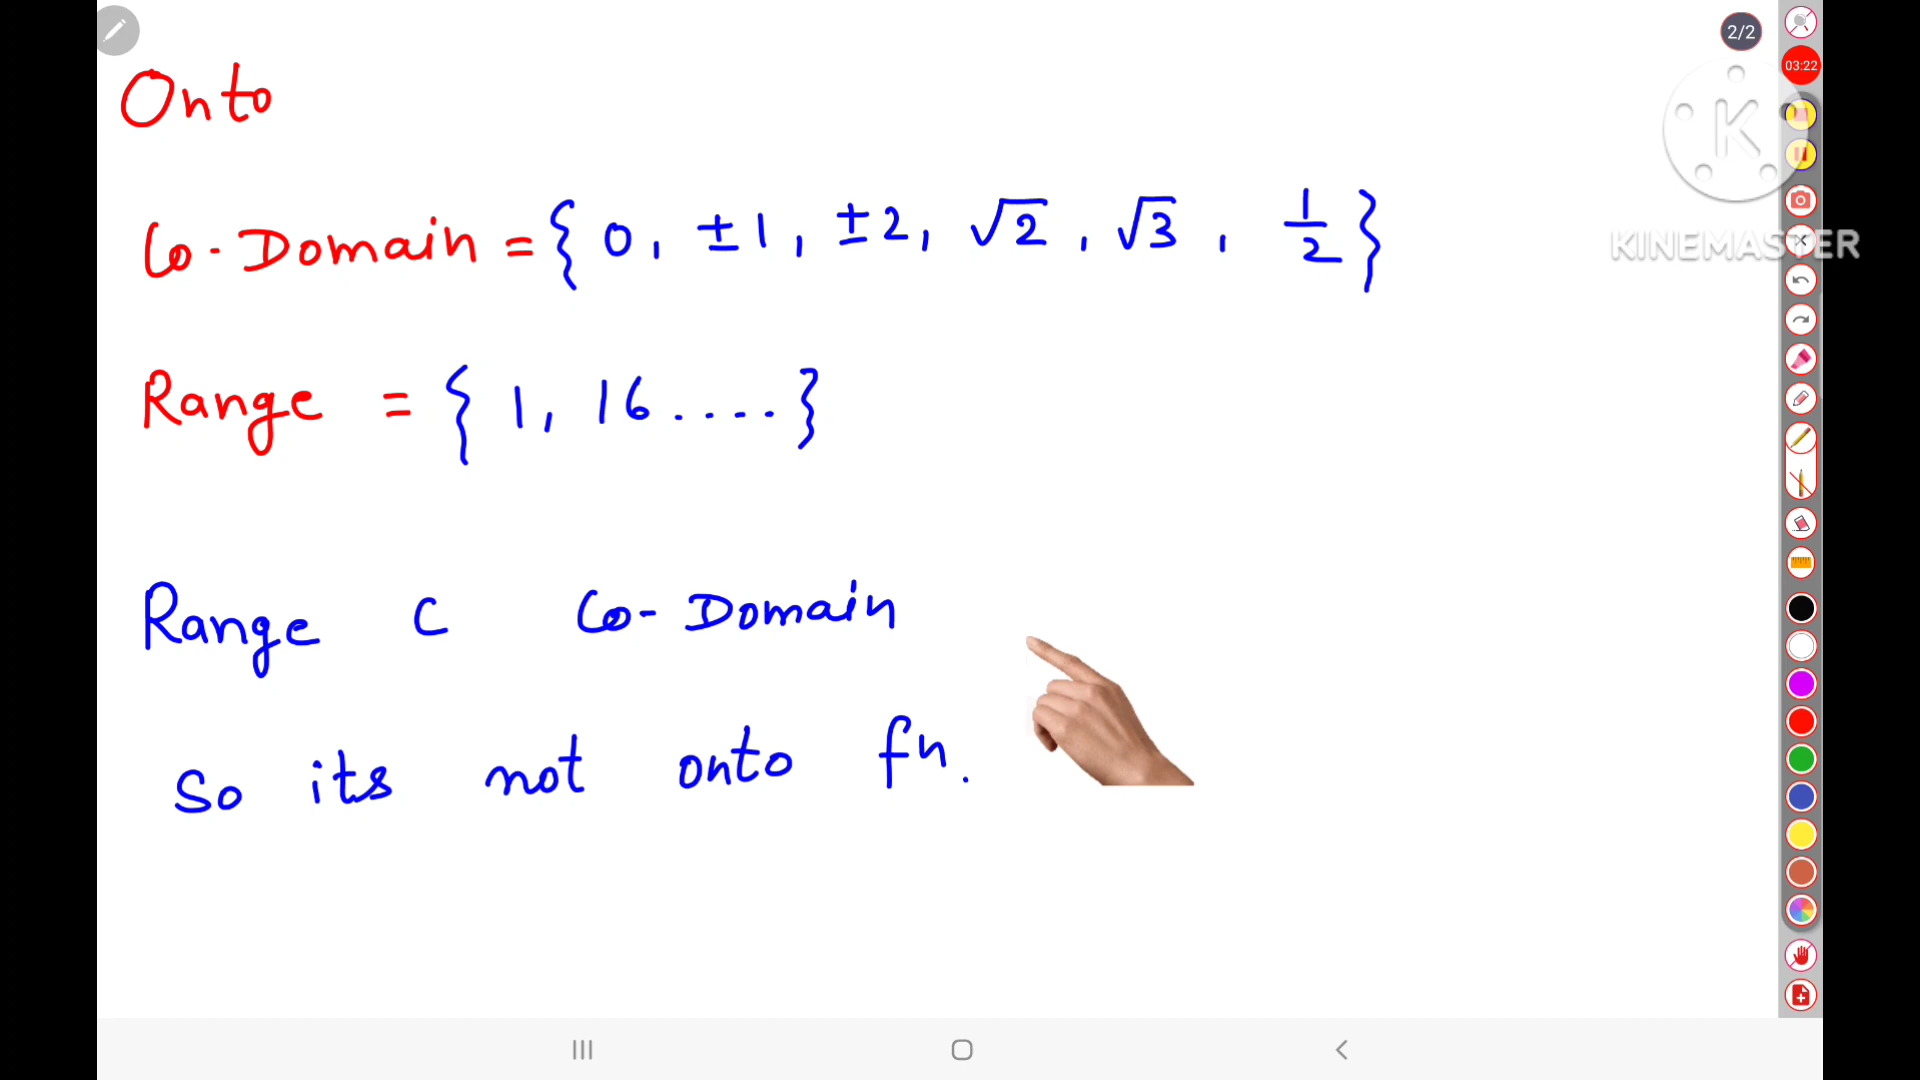 Onto
Co-Domain = { 0, ±1, ±2, √2, √3, 1/2 }
Range = { 1, 16 .... }
Range ⊂ Co-Domain
So its not onto fn.
2/2
03:22
K
KINEMASTER